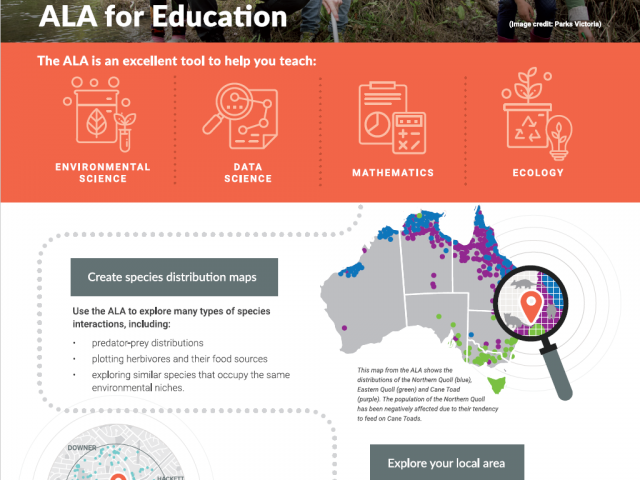 ALA for Education
(Image credit: Parks Victoria)
The ALA is an excellent tool to help you teach:
ENVIRONMENTAL
SCIENCE
DATA
SCIENCE
MATHEMATICS
ECOLOGY
Create species distribution maps
Use the ALA to explore many types of species
interactions, including:
• predator-prey distributions
• plotting herbivores and their food sources
• exploring similar species that occupy the same
environmental niches.
This map from the ALA shows the
distributions of the Northern Quoll (blue),
Eastern Quoll (green) and Cane Toad
(purple). The population of the Northern Quoll
has been negatively affected due to their tendency
to feed on Cane Toads.
DOWNER
HACKETT
Explore your local area